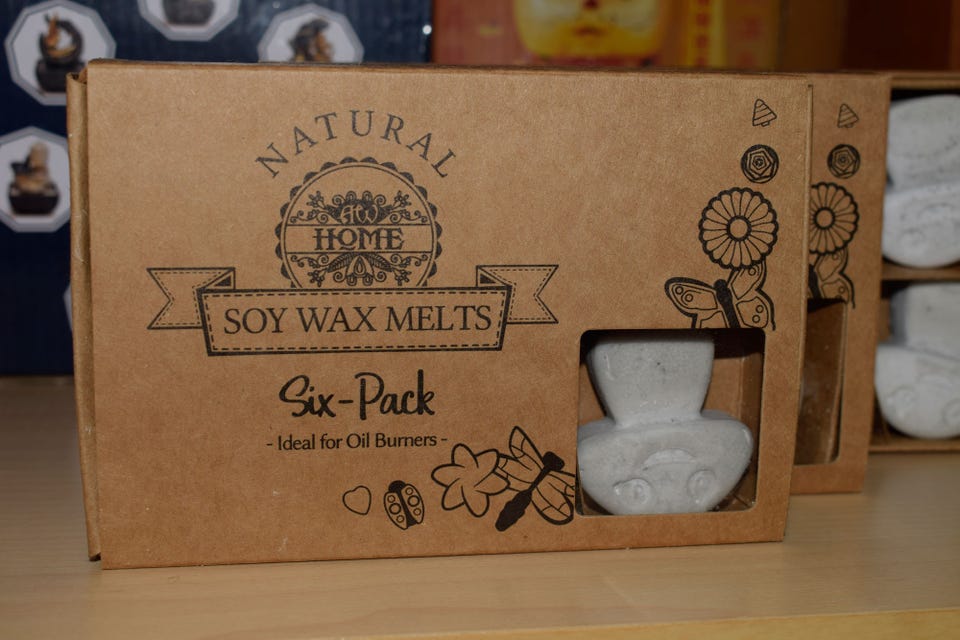 NATURAL
AW
HOME
SOY WAX MELTS
Six-Pack
- Ideal for Oil Burners -